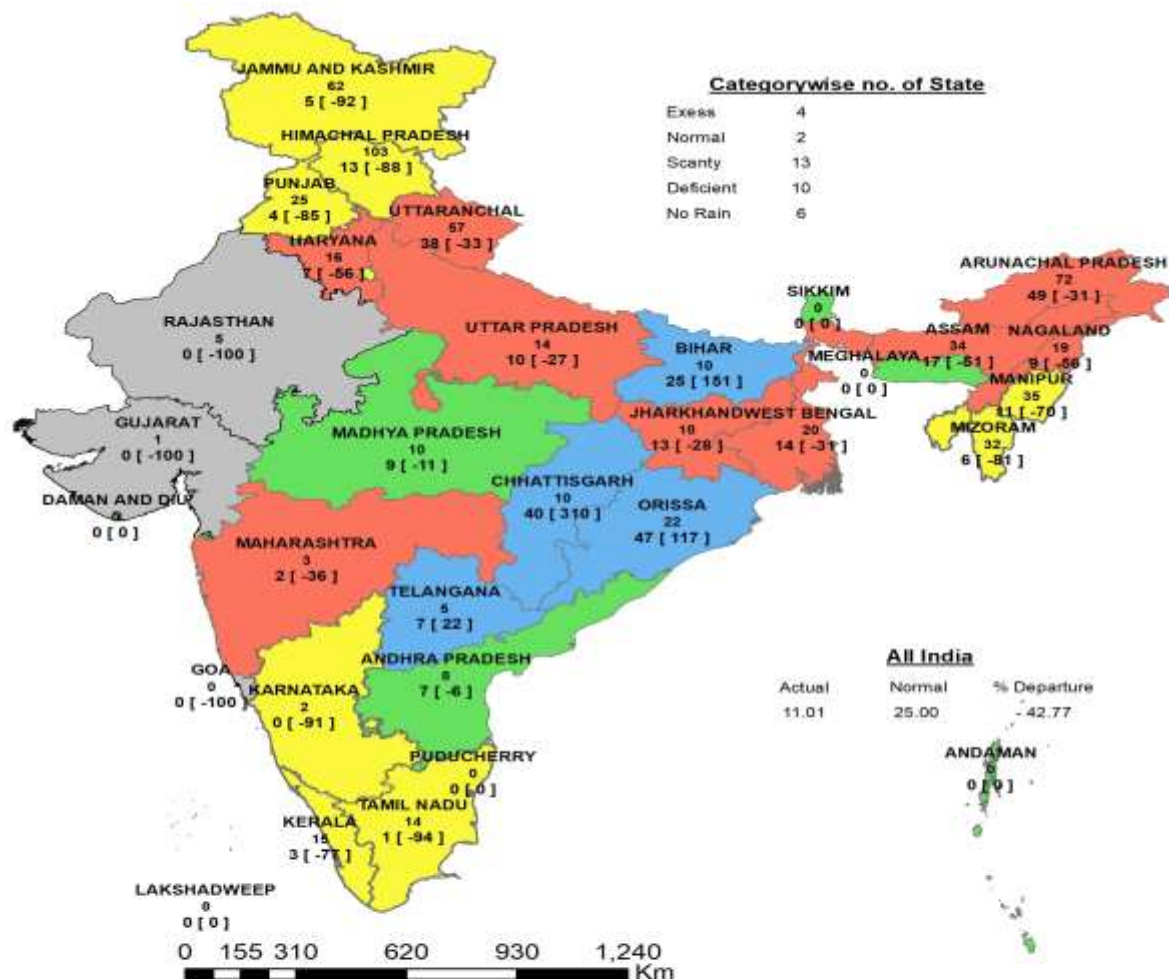 JAMMU AND KASHMIR
62
5 [ -92 ]
HIMACHAL PRADESH
103
13 [ -88 ]
PUNJAB
25
4 [ -85 ]
UTTARANCHAL
57
38 [ -33 ]
HARYANA
16
7 [ -56 ]
Categorywise no. of State
Exess 4
Normal 2
Scanty 13
Deficient 10
No Rain 6
RAJASTHAN
5
0 [ -100 ]
UTTAR PRADESH
14
10 [ -27 ]
BIHAR
10
25 [ 151 ]
SIKKIM
0
0 [ 0 ]
ARUNACHAL PRADESH
72
49 [ -31 ]
ASSAM
34
17 [ -51 ]
NAGALAND
19
9 [ -56 ]
MEGHALAYA
0
0 [ 0 ]
MANIPUR
35
11 [ -70 ]
MIZORAM
32
6 [ -81 ]
GUJARAT
1
0 [ -100 ]
MADHYA PRADESH
10
9 [ -11 ]
JHARKHAND
18
13 [ -28 ]
WEST BENGAL
20
14 [ -31 ]
DAMAN AND DIU
0 [ 0 ]
CHHATTISGARH
10
40 [ 310 ]
ORISSA
22
47 [ 117 ]
MAHARASHTRA
3
2 [ -36 ]
TELANGANA
5
7 [ 22 ]
GOA
0
0 [ -100 ]
KARNATAKA
2
0 [ -91 ]
ANDHRA PRADESH
8
7 [ -6 ]
All India
Actual Normal % Departure
11.01 25.00 - 42.77
PUDUCHERRY
0
0 [ 0 ]
ANDAMAN
0
0 [ 0 ]
TAMIL NADU
14
1 [ -94 ]
KERALA
15
3 [ -77 ]
LAKSHADWEEP
0
0 [ 0 ]
0 155 310 620 930 1,240
Km